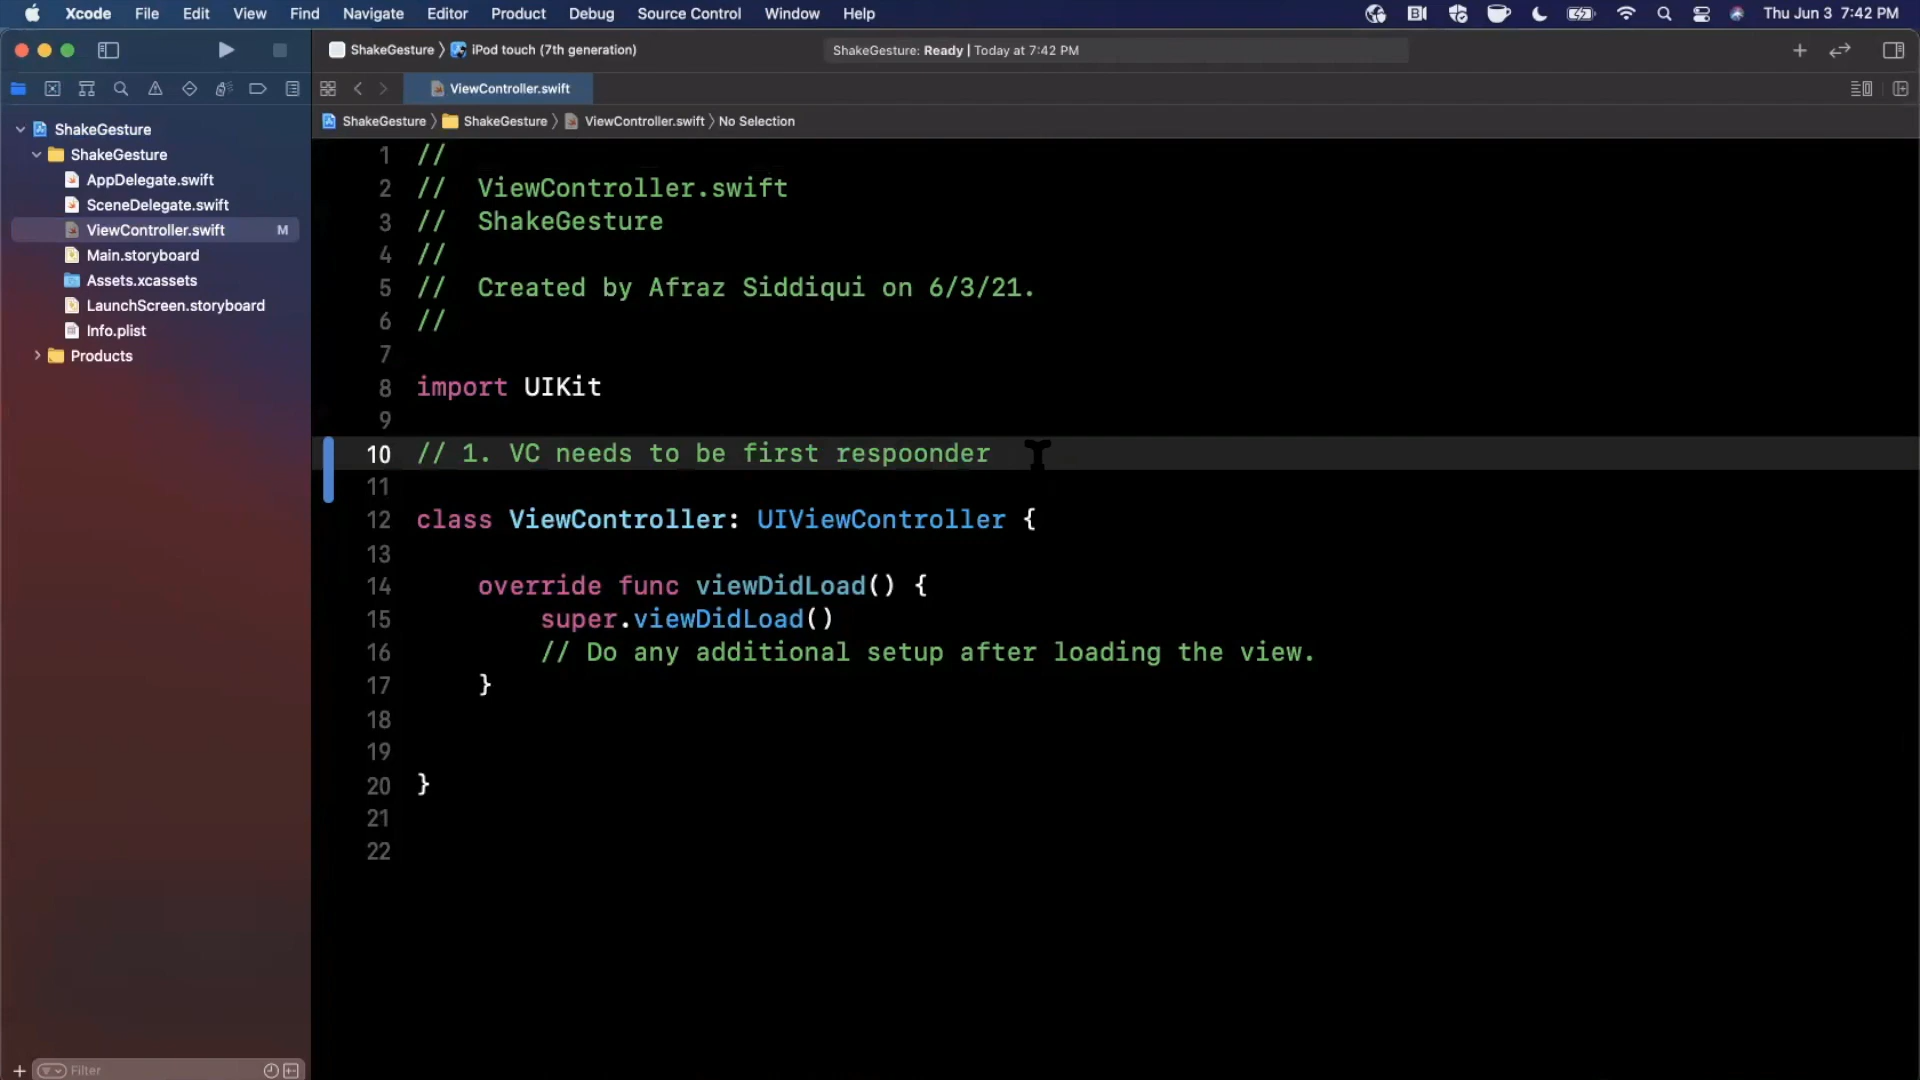 Xcode File Edit View Find Navigate Editor Product Debug Source Control Window Help Thu Jun 3 7:42 PM
ShakeGesture 〉 iPod touch (7th generation) ShakeGesture: Ready | Today at 7:42 PM
ViewController.swift
ShakeGesture 〉 ShakeGesture 〉 ViewController.swift 〉 No Selection
ShakeGesture
ShakeGesture
AppDelegate.swift
SceneDelegate.swift
ViewController.swift M
Main.storyboard
Assets.xcassets
LaunchScreen.storyboard
Info.plist
Products
Filter
1 //
2 //  ViewController.swift
3 //  ShakeGesture
4 //
5 //  Created by Afraz Siddiqui on 6/3/21.
6 //
7
8 import UIKit
9
10 // 1. VC needs to be first respoonder
11
12 class ViewController: UIViewController {
13
14     override func viewDidLoad() {
15         super.viewDidLoad()
16         // Do any additional setup after loading the view.
17     }
18
19
20 }
21
22